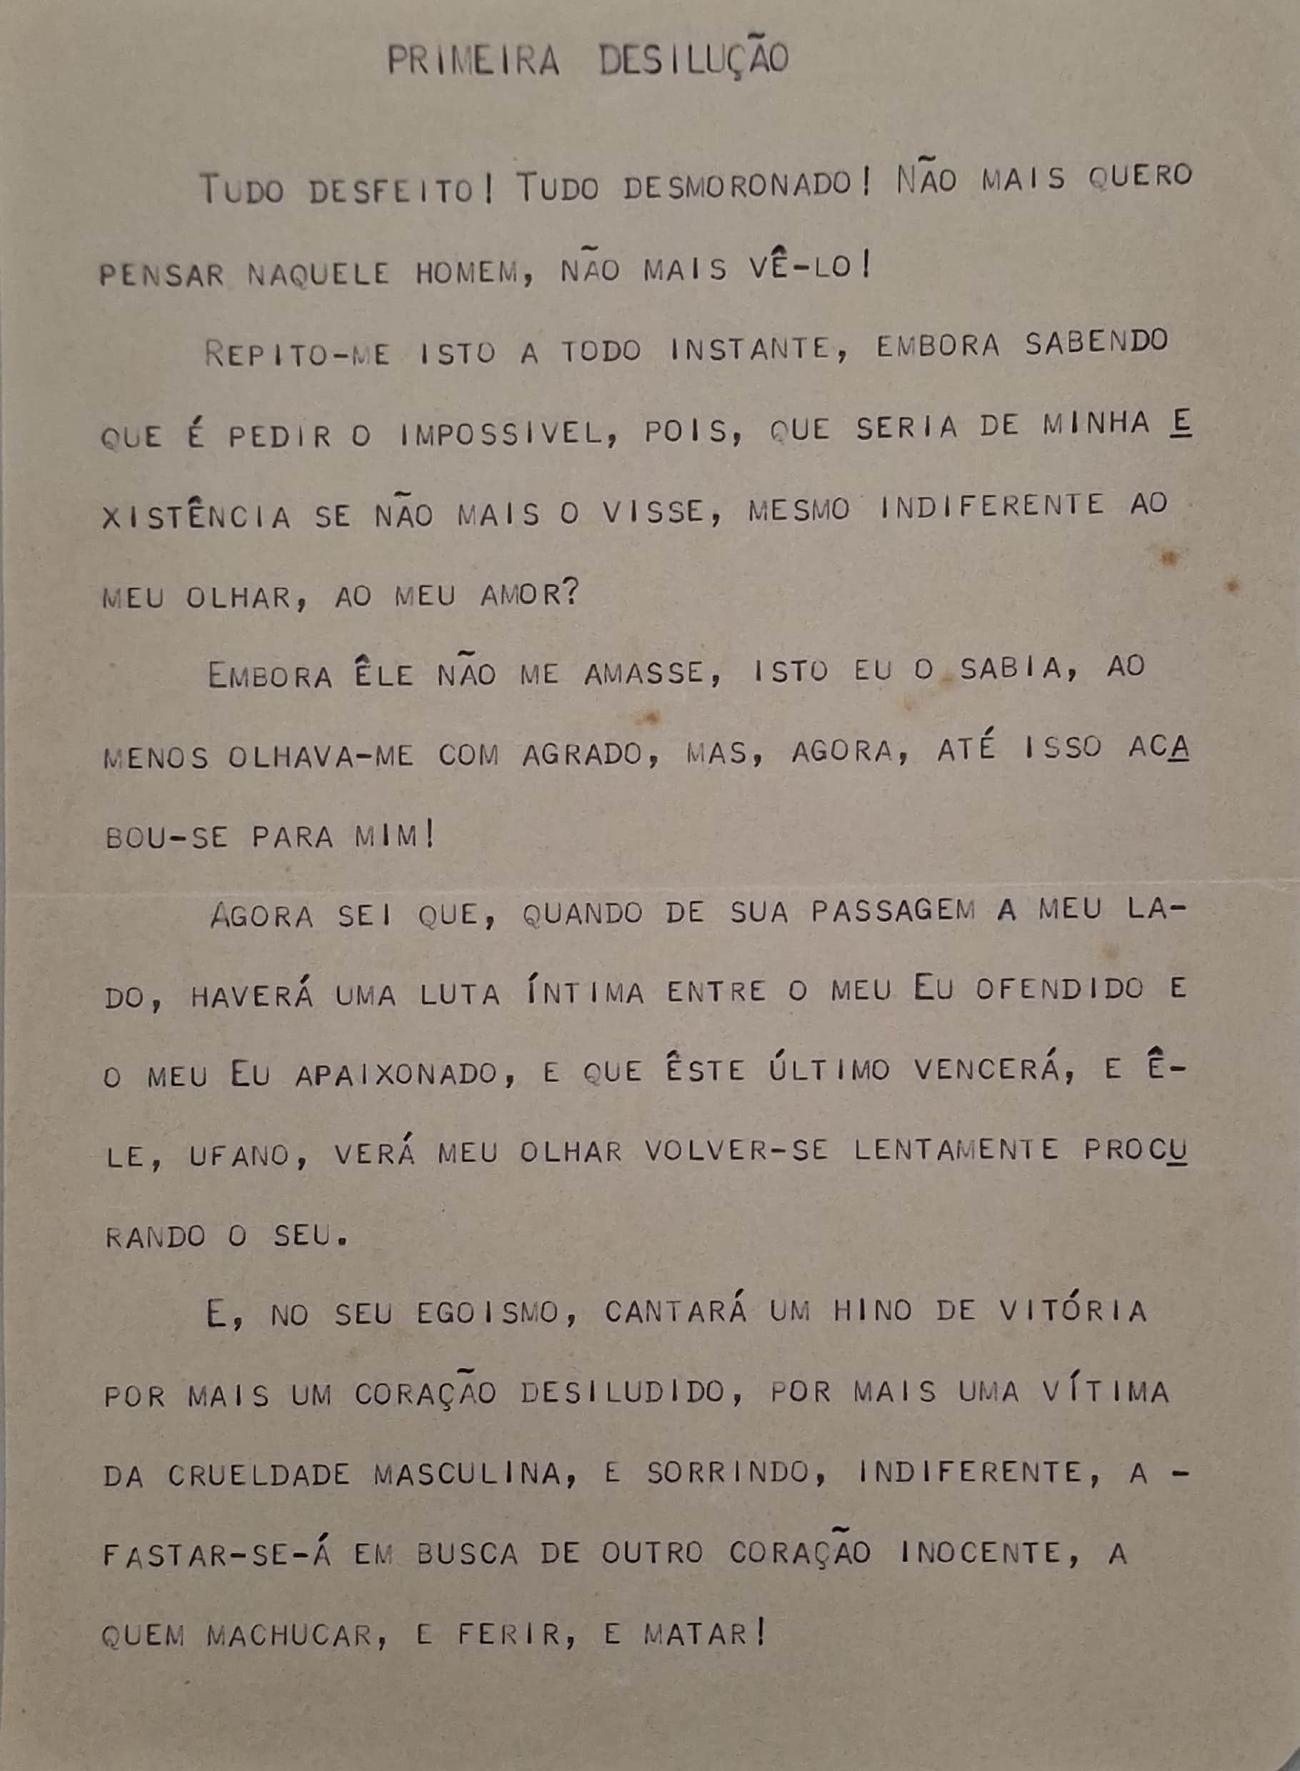 PRIMEIRA DESILUÇÃO
TUDO DESFEITO! TUDO DESMORONADO! NÃO MAIS QUERO
PENSAR NAQUELE HOMEM, NÃO MAIS VÊ-LO!
REPITO-ME ISTO A TODO INSTANTE, EMBORA SABENDO
QUE É PEDIR O IMPOSSIVEL, POIS, QUE SERIA DE MINHA E
XISTÊNCIA SE NÃO MAIS O VISSE, MESMO INDIFERENTE AO
MEU OLHAR, AO MEU AMOR?
EMBORA ÊLE NÃO ME AMASSE, ISTO EU O SABIA, AO
MENOS OLHAVA-ME COM AGRADO, MAS, AGORA, ATÉ ISSO ACA
BOU-SE PARA MIM!
AGORA SEI QUE, QUANDO DE SUA PASSAGEM A MEU LA-
DO, HAVERÁ UMA LUTA ÍNTIMA ENTRE O MEU EU OFENDIDO E
O MEU EU APAIXONADO, E QUE ÊSTE ÚLTIMO VENCERÁ, E Ê-
LE, UFANO, VERÁ MEU OLHAR VOLVER-SE LENTAMENTE PROCU
RANDO O SEU.
E, NO SEU EGOISMO, CANTARÁ UM HINO DE VITÓRIA
POR MAIS UM CORAÇÃO DESILUDIDO, POR MAIS UMA VÍTIMA
DA CRUELDADE MASCULINA, E SORRINDO, INDIFERENTE, A -
FASTAR-SE-Á EM BUSCA DE OUTRO CORAÇÃO INOCENTE, A
QUEM MACHUCAR, E FERIR, E MATAR!